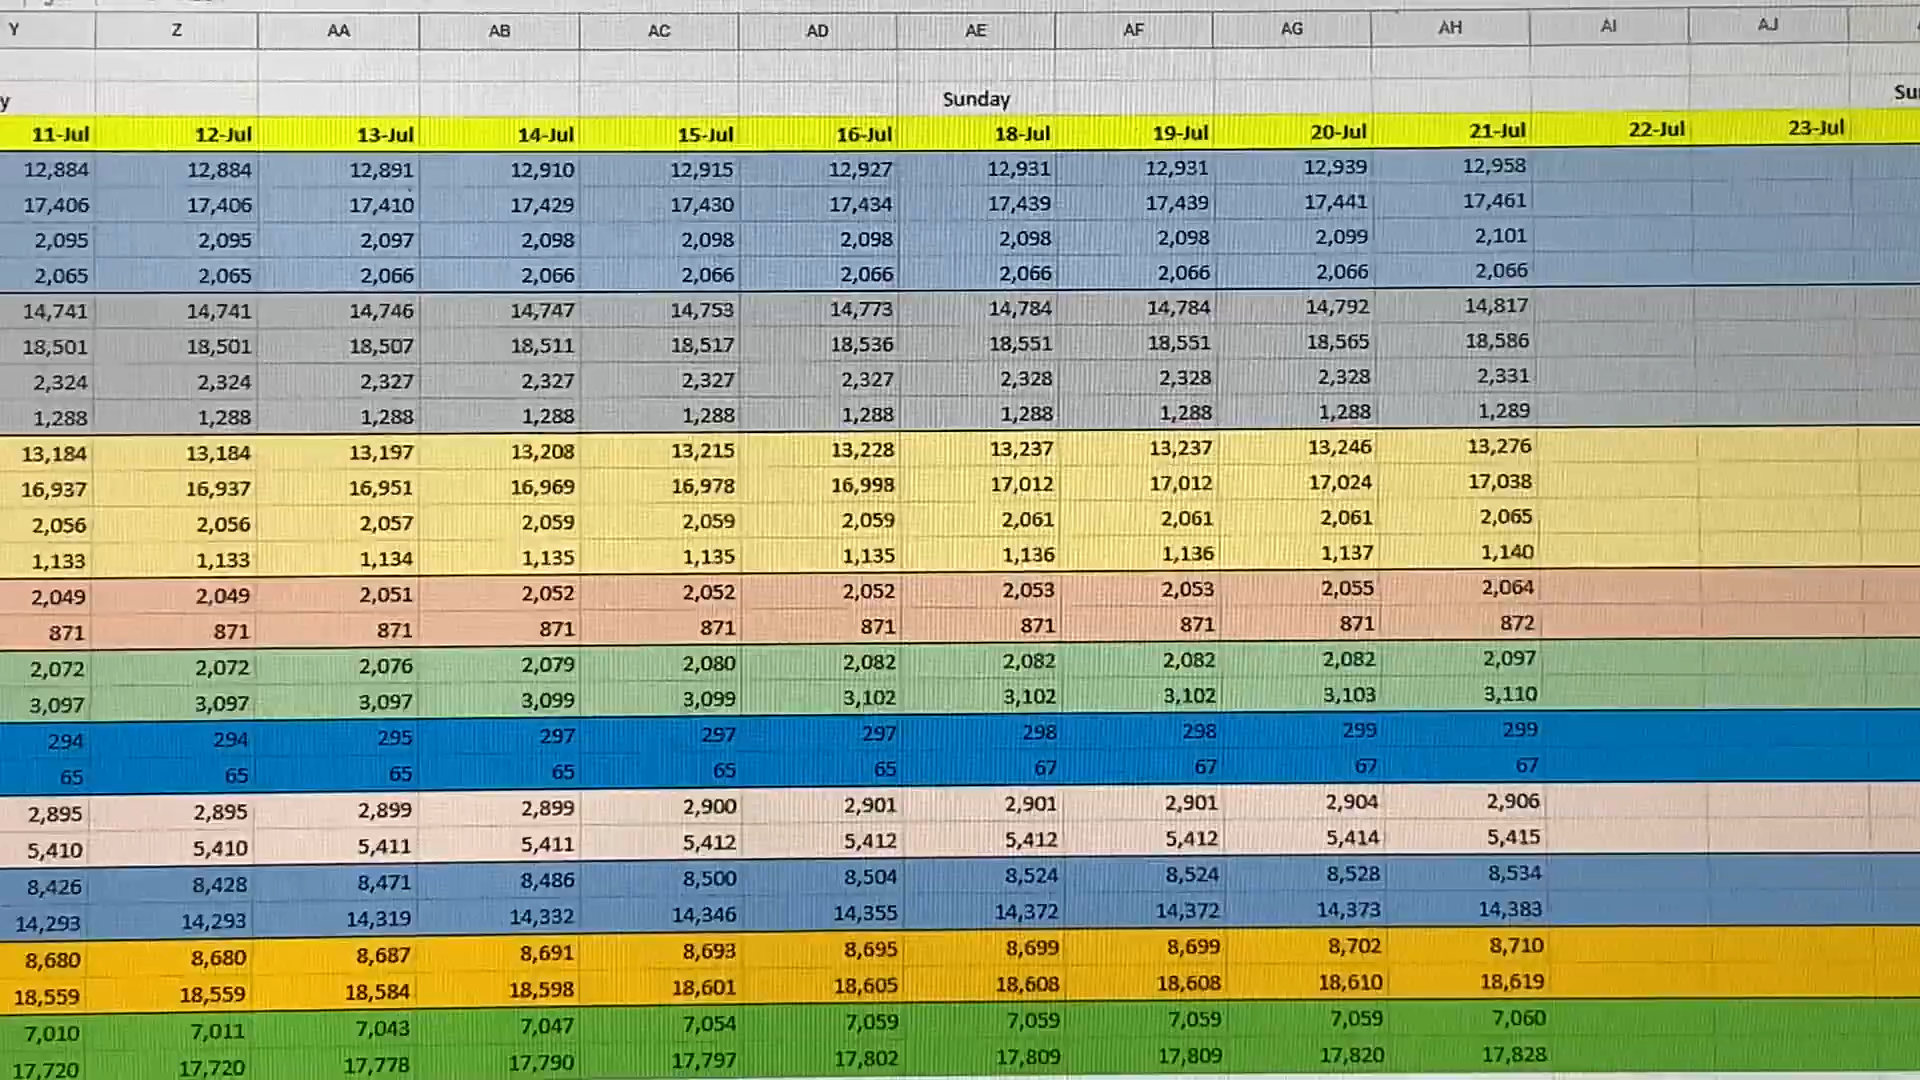 Y Z AA AB AC AD AE AF AG AH AI AJ
y Sunday Su
11-Jul 12-Jul 13-Jul 14-Jul 15-Jul 16-Jul 18-Jul 19-Jul 20-Jul 21-Jul 22-Jul 23-Jul
12,884 12,884 12,891 12,910 12,915 12,927 12,931 12,931 12,939 12,958
17,406 17,406 17,410 17,429 17,430 17,434 17,439 17,439 17,441 17,461
2,095 2,095 2,097 2,098 2,098 2,098 2,098 2,098 2,099 2,101
2,065 2,065 2,066 2,066 2,066 2,066 2,066 2,066 2,066 2,066
14,741 14,741 14,746 14,747 14,753 14,773 14,784 14,784 14,792 14,817
18,501 18,501 18,507 18,511 18,517 18,536 18,551 18,551 18,565 18,586
2,324 2,324 2,327 2,327 2,327 2,327 2,328 2,328 2,328 2,331
1,288 1,288 1,288 1,288 1,288 1,288 1,288 1,288 1,288 1,289
13,184 13,184 13,197 13,208 13,215 13,228 13,237 13,237 13,246 13,276
16,937 16,937 16,951 16,969 16,978 16,998 17,012 17,012 17,024 17,038
2,056 2,056 2,057 2,059 2,059 2,059 2,061 2,061 2,061 2,065
1,133 1,133 1,134 1,135 1,135 1,135 1,136 1,136 1,137 1,140
2,049 2,049 2,051 2,052 2,052 2,052 2,053 2,053 2,055 2,064
871 871 871 871 871 871 871 871 871 872
2,072 2,072 2,076 2,079 2,080 2,082 2,082 2,082 2,082 2,097
3,097 3,097 3,097 3,099 3,099 3,102 3,102 3,102 3,103 3,110
294 294 295 297 297 297 298 298 299 299
65 65 65 65 65 65 67 67 67 67
2,895 2,895 2,899 2,899 2,900 2,901 2,901 2,901 2,904 2,906
5,410 5,410 5,411 5,411 5,412 5,412 5,412 5,412 5,414 5,415
8,426 8,428 8,471 8,486 8,500 8,504 8,524 8,524 8,528 8,534
14,293 14,293 14,319 14,332 14,346 14,355 14,372 14,372 14,373 14,383
8,680 8,680 8,687 8,691 8,693 8,695 8,699 8,699 8,702 8,710
18,559 18,559 18,584 18,598 18,601 18,605 18,608 18,608 18,610 18,619
7,010 7,011 7,043 7,047 7,054 7,059 7,059 7,059 7,059 7,060
17,720 17,720 17,778 17,790 17,797 17,802 17,809 17,809 17,820 17,828